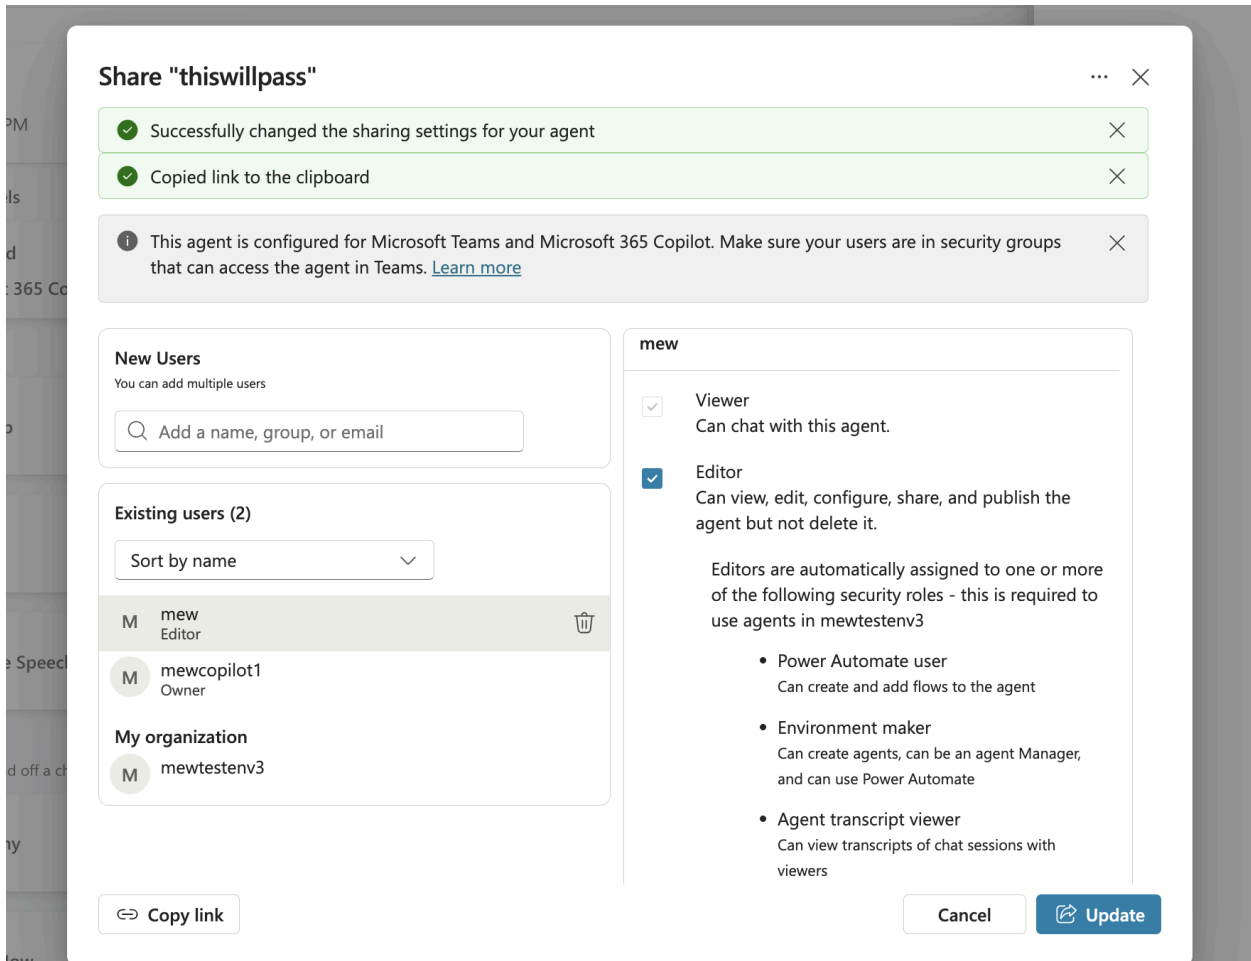 Share "thiswillpass"
Successfully changed the sharing settings for your agent
Copied link to the clipboard
This agent is configured for Microsoft Teams and Microsoft 365 Copilot. Make sure your users are in security groups
that can access the agent in Teams. Learn more
New Users
You can add multiple users
Add a name, group, or email
Existing users (2)
Sort by name
M
mew
Editor
M
mewcopilot1
Owner
My organization
M
mewtestenv3
mew
Viewer
Can chat with this agent.
Editor
Can view, edit, configure, share, and publish the
agent but not delete it.
Editors are automatically assigned to one or more
of the following security roles - this is required to
use agents in mewtestenv3
• Power Automate user
Can create and add flows to the agent
• Environment maker
Can create agents, can be an agent Manager,
and can use Power Automate
• Agent transcript viewer
Can view transcripts of chat sessions with
viewers
Copy link
Cancel
Update
PM
365 Co
Speech
d off a ch